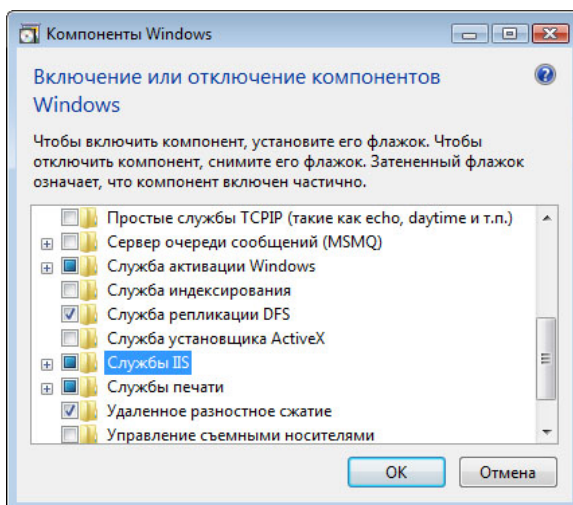 Компоненты Windows
Включение или отключение компонентов
Windows
Чтобы включить компонент, установите его флажок. Чтобы
отключить компонент, снимите его флажок. Затененный флажок
означает, что компонент включен частично.
Простые службы TCPIP (такие как echo, daytime и т.п.)
Сервер очереди сообщений (MSMQ)
Служба активации Windows
Служба индексирования
Служба репликации DFS
Служба установщика ActiveX
Службы IIS
Службы печати
Удаленное разностное сжатие
Управление съемными носителями
ОК Отмена